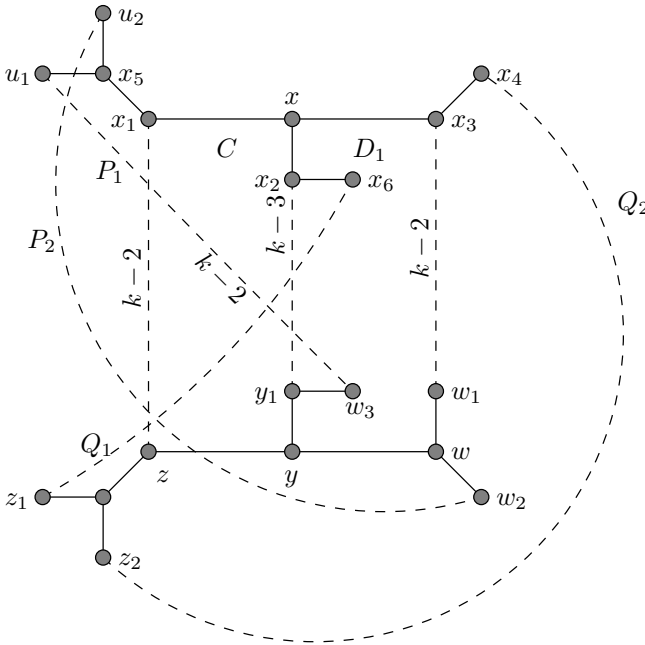 u₂
u₁
x₅
x₄
x
x₁
x₃
C
D₁
P₁
x₂
x₆
Q₂
P₂
k − 3
k − 2
k − 2
k − 2
y₁
w₃
w₁
Q₁
z
y
w
z₁
w₂
z₂